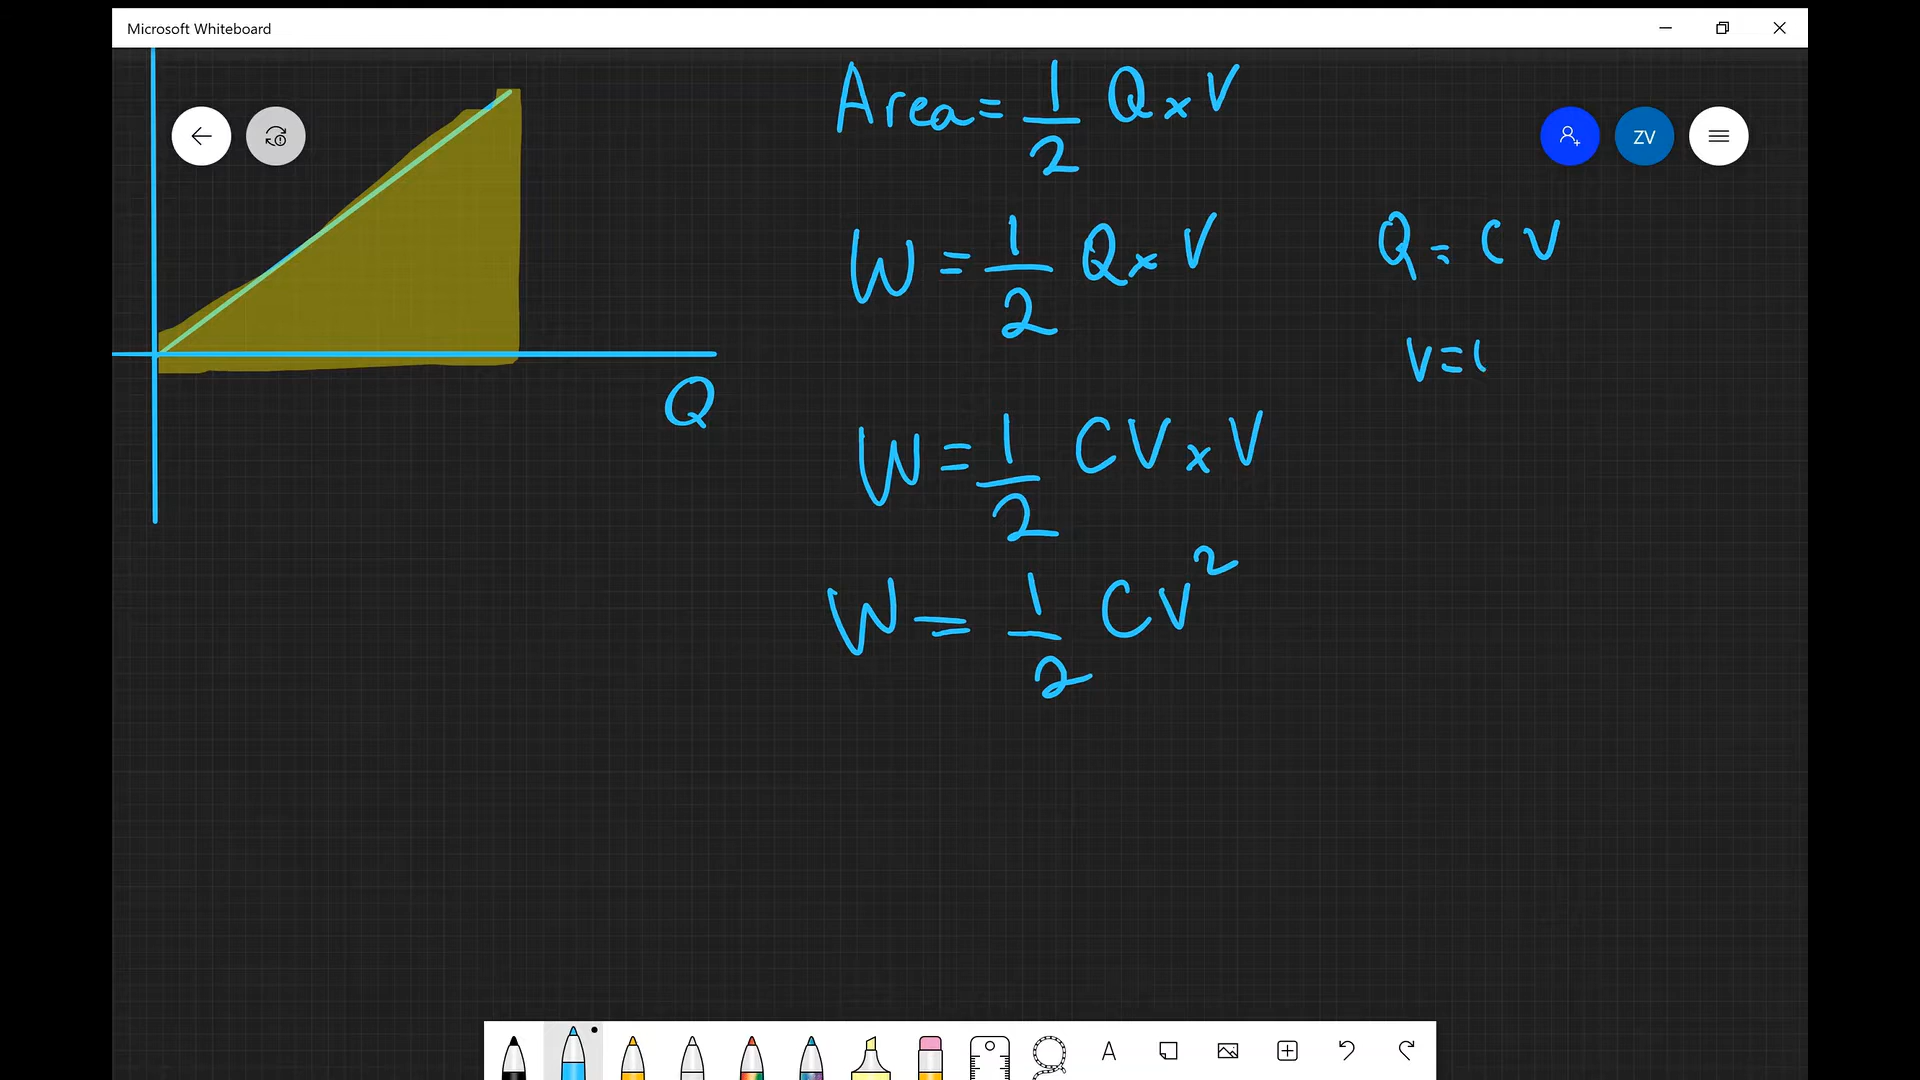 Microsoft Whiteboard
Area = 1/2 Q x V
ZV
W = 1/2 Q x V
Q = C V
V = (
Q
W = 1/2 CV x V
W = 1/2 CV²
A